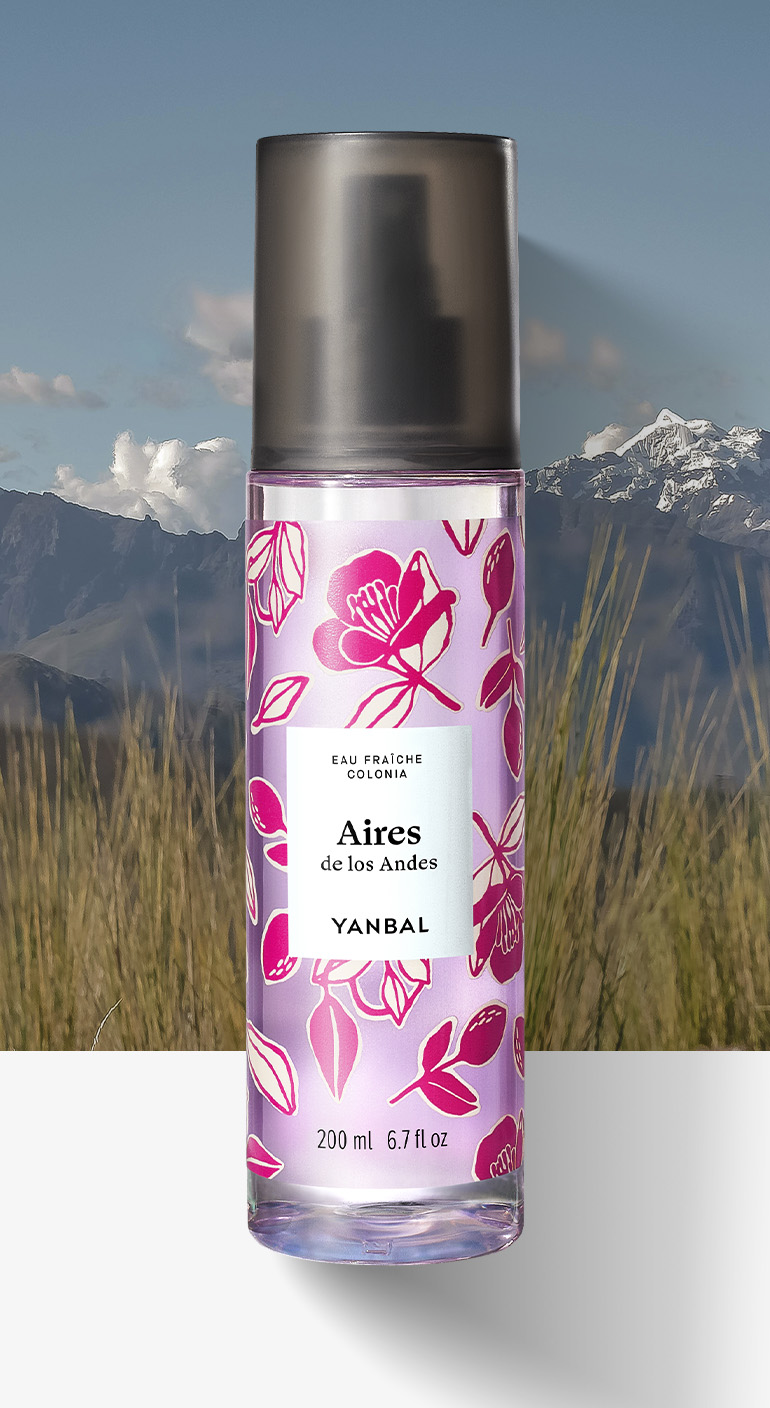 EAU FRAÎCHE
COLONIA
Aires
de los Andes
YANBAL
200 ml 6.7 fl oz